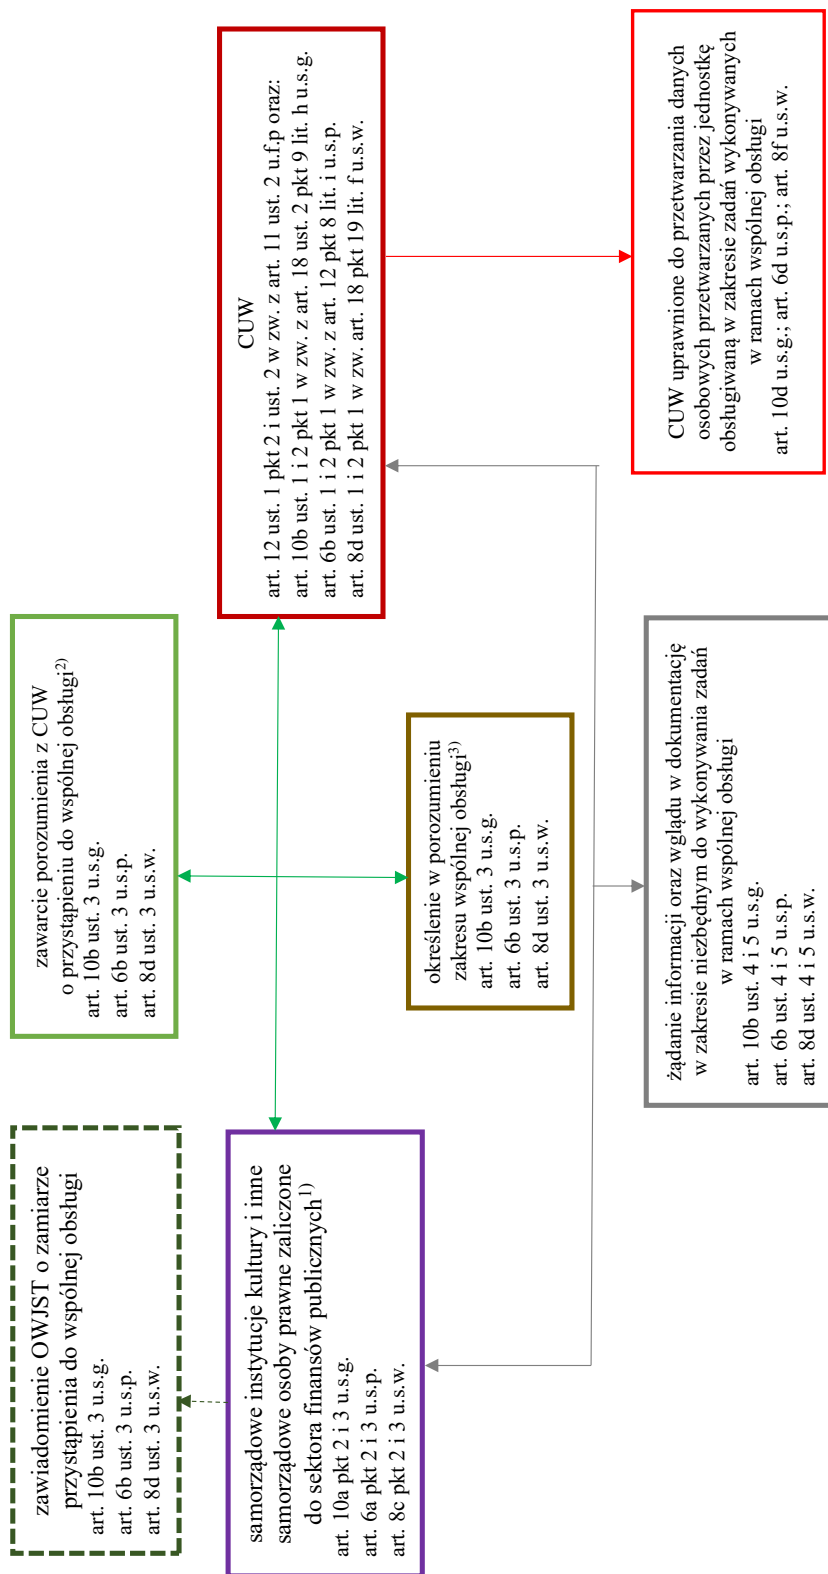 zawiadomienie OWJST o zamiarze
przystąpienia do wspólnej obsługi
art. 10b ust. 3 u.s.g.
art. 6b ust. 3 u.s.p.
art. 8d ust. 3 u.s.w.
zawarcie porozumienia z CUW
o przystąpieniu do wspólnej obsługi2)
art. 10b ust. 3 u.s.g.
art. 6b ust. 3 u.s.p.
art. 8d ust. 3 u.s.w.
samorządowe instytucje kultury i inne
samorządowe osoby prawne zaliczone
do sektora finansów publicznych1)
art. 10a pkt 2 i 3 u.s.g.
art. 6a pkt 2 i 3 u.s.p.
art. 8c pkt 2 i 3 u.s.w.
CUW
art. 12 ust. 1 pkt 2 i ust. 2 w zw. z art. 11 ust. 2 u.f.p oraz:
art. 10b ust. 1 i 2 pkt 1 w zw. z art. 18 ust. 2 pkt 9 lit. h u.s.g.
art. 6b ust. 1 i 2 pkt 1 w zw. z art. 12 pkt 8 lit. i u.s.p.
art. 8d ust. 1 i 2 pkt 1 w zw. art. 18 pkt 19 lit. f u.s.w.
określenie w porozumieniu
zakresu wspólnej obsługi3)
art. 10b ust. 3 u.s.g.
art. 6b ust. 3 u.s.p.
art. 8d ust. 3 u.s.w.
żądanie informacji oraz wglądu w dokumentację
w zakresie niezbędnym do wykonywania zadań
w ramach wspólnej obsługi
art. 10b ust. 4 i 5 u.s.g.
art. 6b ust. 4 i 5 u.s.p.
art. 8d ust. 4 i 5 u.s.w.
CUW uprawnione do przetwarzania danych
osobowych przetwarzanych przez jednostkę
obsługiwaną w zakresie zadań wykonywanych
w ramach wspólnej obsługi
art. 10d u.s.g.; art. 6d u.s.p.; art. 8f u.s.w.